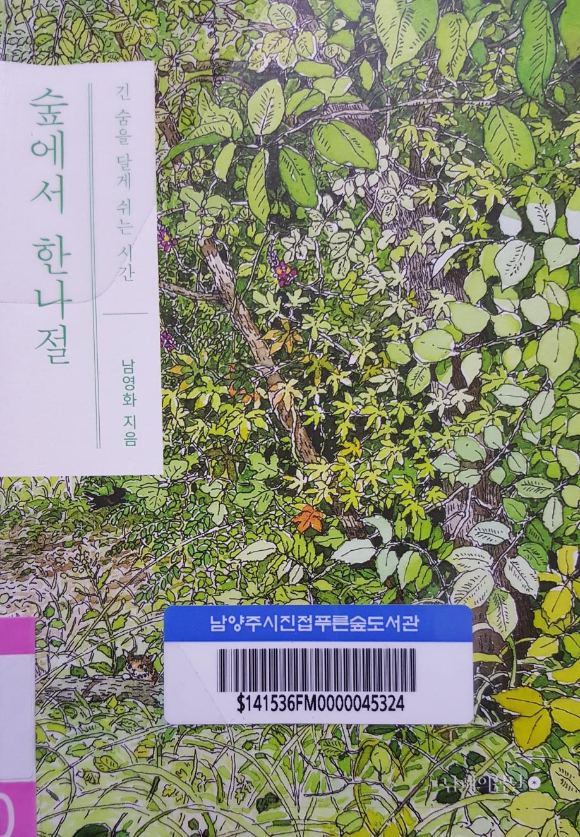 숲에서 한나절
긴 숨을 달게 쉬는 시간
남영화 지음
남양주시진접푸른숲도서관
$141536FM0000045324